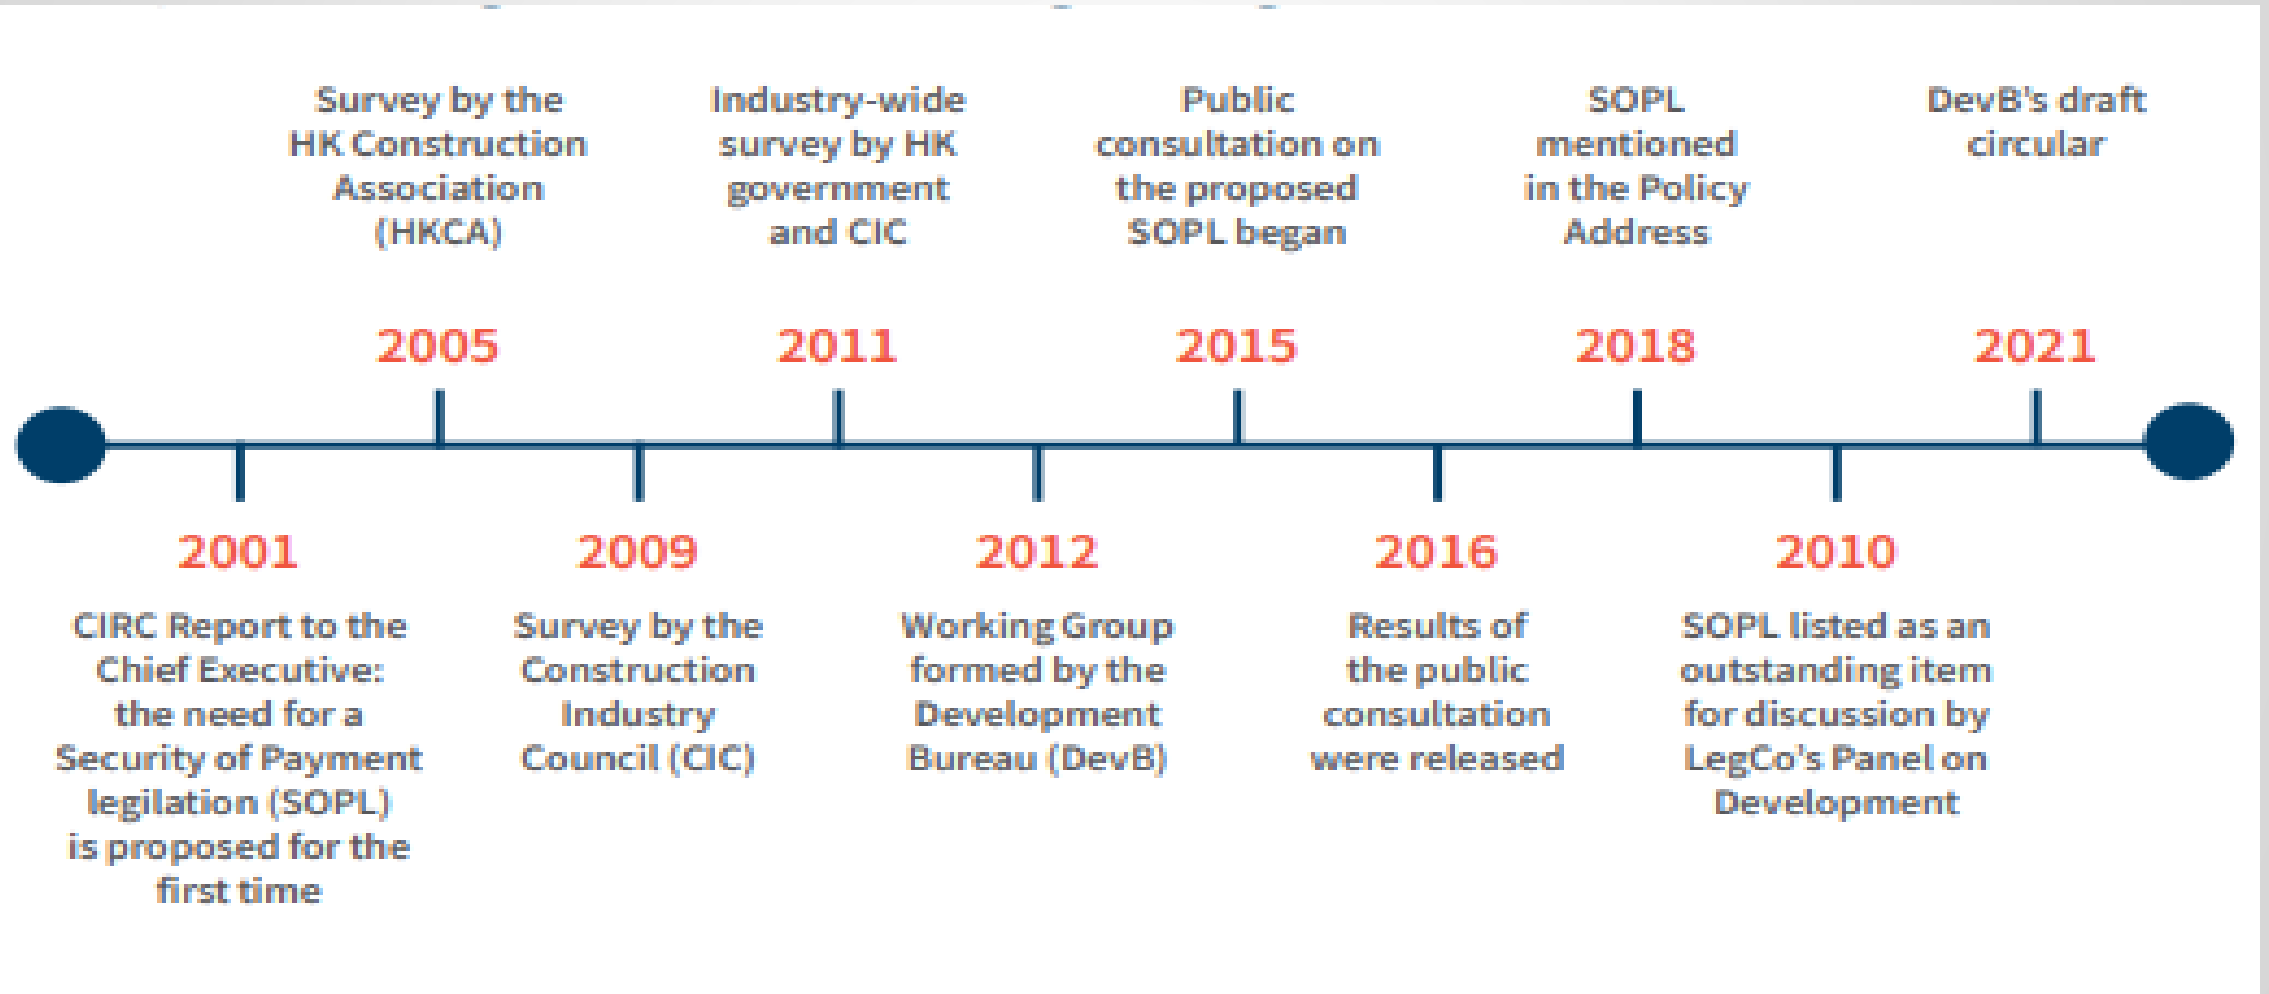 Survey by the
HK Construction
Association
(HKCA)
Industry-wide
survey by HK
government
and CIC
Public
consultation on
the proposed
SOPL began
SOPL
mentioned
in the Policy
Address
DevB's draft
circular
2005
2011
2015
2018
2021
2001
2009
2012
2016
2010
CIRC Report to the
Chief Executive:
the need for a
Security of Payment
legilation (SOPL)
is proposed for the
first time
Survey by the
Construction
Industry
Council (CIC)
Working Group
formed by the
Development
Bureau (DevB)
Results of
the public
consultation
were released
SOPL listed as an
outstanding item
for discussion by
LegCo's Panel on
Development